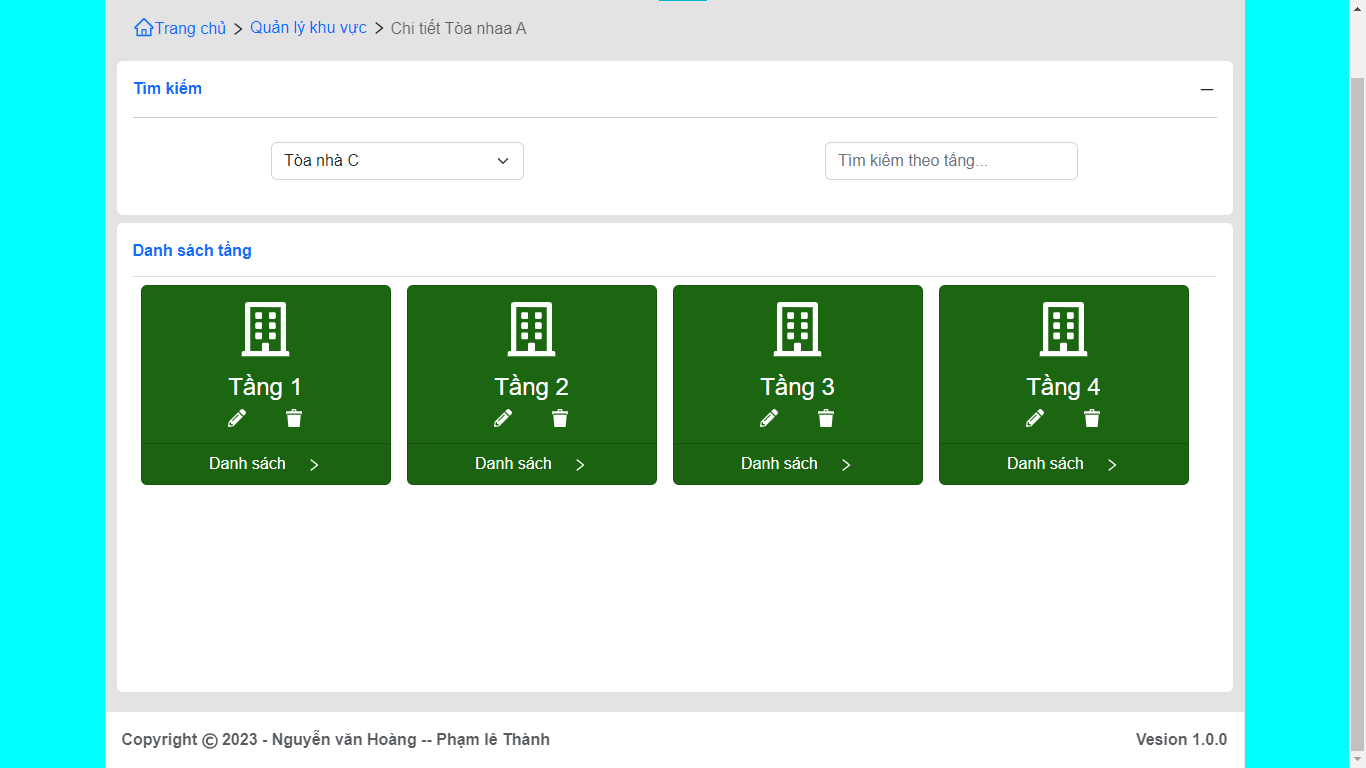 Trang chủ > Quản lý khu vực > Chi tiết Tòa nhaa A
Tìm kiếm
Tòa nhà C
Tìm kiếm theo tầng...
Danh sách tầng
Tầng 1
Danh sách >
Tầng 2
Danh sách >
Tầng 3
Danh sách >
Tầng 4
Danh sách >
Copyright © 2023 - Nguyễn văn Hoàng -- Phạm lê Thành
Vesion 1.0.0